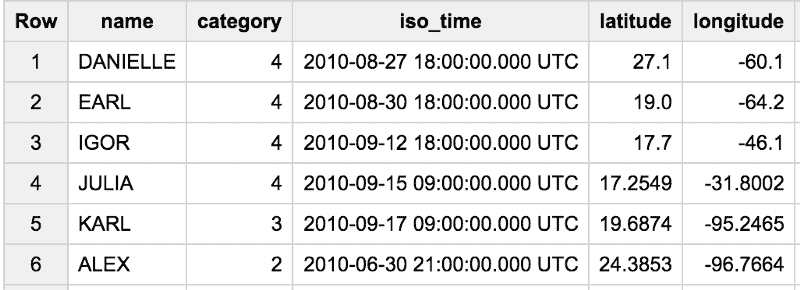 Row name category iso_time latitude longitude
1 DANIELLE 4 2010-08-27 18:00:00.000 UTC 27.1 -60.1
2 EARL 4 2010-08-30 18:00:00.000 UTC 19.0 -64.2
3 IGOR 4 2010-09-12 18:00:00.000 UTC 17.7 -46.1
4 JULIA 4 2010-09-15 09:00:00.000 UTC 17.2549 -31.8002
5 KARL 3 2010-09-17 09:00:00.000 UTC 19.6874 -95.2465
6 ALEX 2 2010-06-30 21:00:00.000 UTC 24.3853 -96.7664